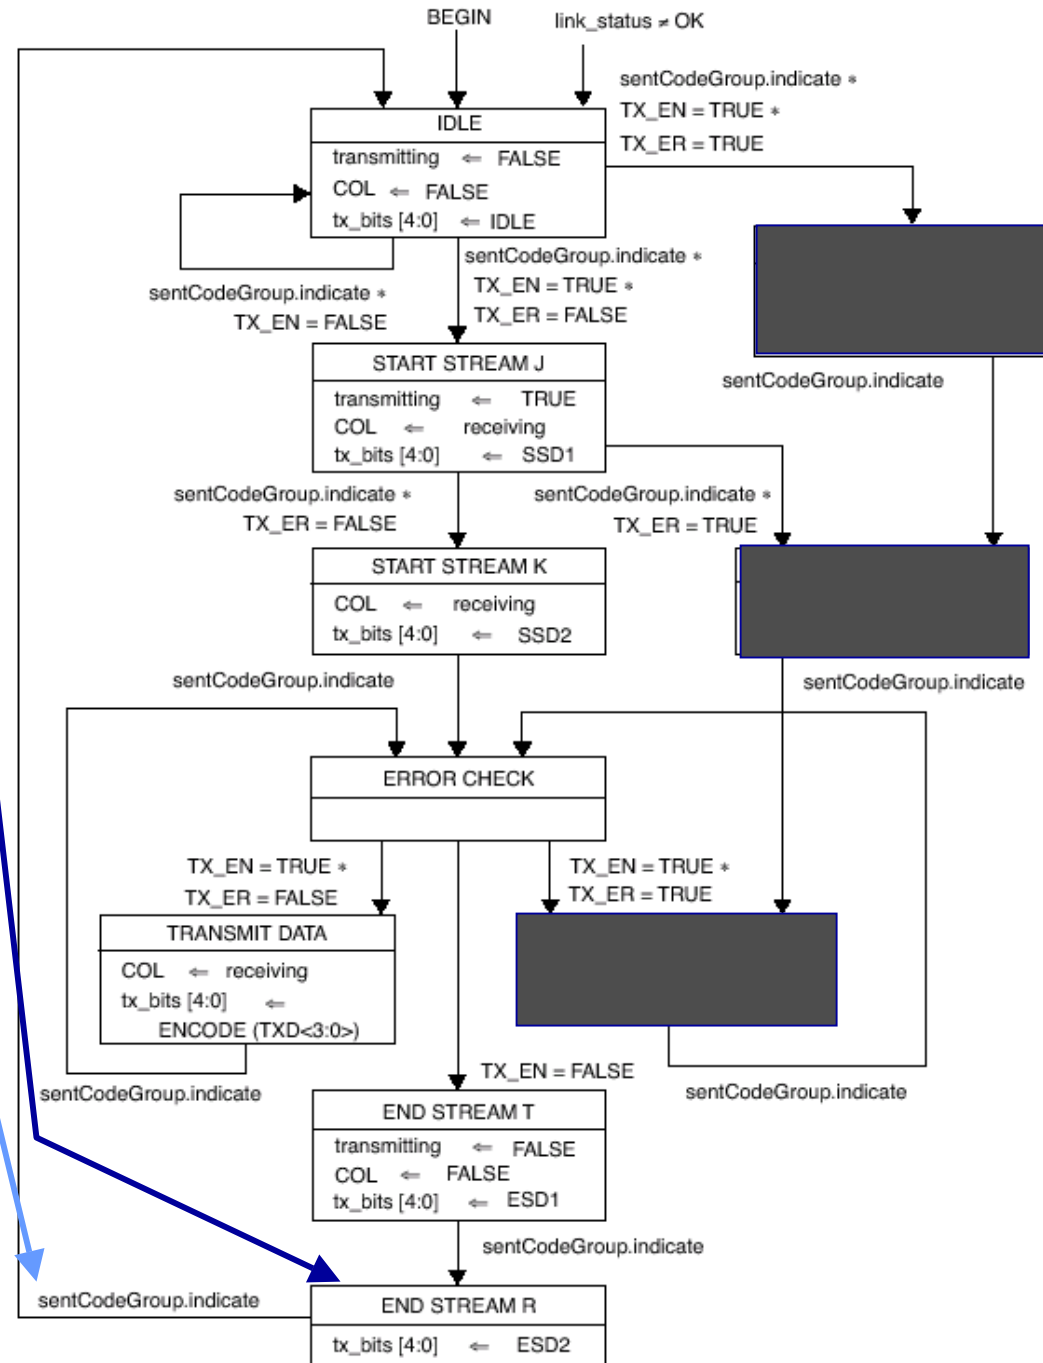 BEGIN
link_status ≠ OK
sentCodeGroup.indicate *
TX_EN = TRUE *
TX_ER = TRUE
IDLE
transmitting ⇐ FALSE
COL ⇐ FALSE
tx_bits [4:0] ⇐ IDLE
sentCodeGroup.indicate *
TX_EN = TRUE *
TX_ER = FALSE
sentCodeGroup.indicate *
TX_EN = FALSE
START STREAM J
transmitting ⇐ TRUE
COL ⇐ receiving
tx_bits [4:0] ⇐ SSD1
sentCodeGroup.indicate
sentCodeGroup.indicate *
TX_ER = FALSE
sentCodeGroup.indicate *
TX_ER = TRUE
START STREAM K
COL ⇐ receiving
tx_bits [4:0] ⇐ SSD2
sentCodeGroup.indicate
sentCodeGroup.indicate
ERROR CHECK
TX_EN = TRUE *
TX_ER = FALSE
TX_EN = TRUE *
TX_ER = TRUE
TRANSMIT DATA
COL ⇐ receiving
tx_bits [4:0] ⇐
ENCODE (TXD<3:0>)
sentCodeGroup.indicate
TX_EN = FALSE
sentCodeGroup.indicate
END STREAM T
transmitting ⇐ FALSE
COL ⇐ FALSE
tx_bits [4:0] ⇐ ESD1
sentCodeGroup.indicate
sentCodeGroup.indicate
END STREAM R
tx_bits [4:0] ⇐ ESD2